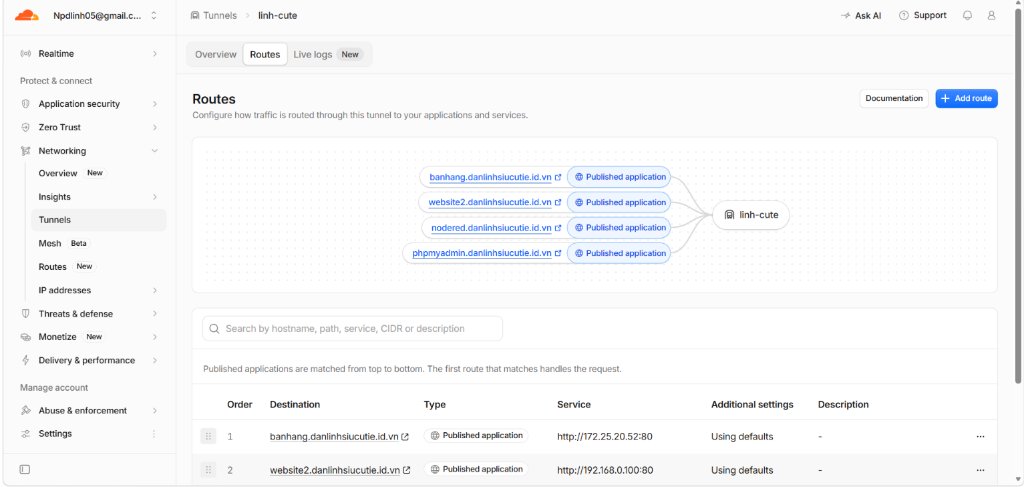 Npdlinh05@gmail.c...
Tunnels > linh-cute
Ask AI
Support
Realtime
Protect & connect
Application security
Zero Trust
Networking
Overview New
Insights
Tunnels
Mesh Beta
Routes New
IP addresses
Threats & defense
Monetize New
Delivery & performance
Manage account
Abuse & enforcement
Settings
Overview Routes Live logs New
Routes
Configure how traffic is routed through this tunnel to your applications and services.
Documentation
+ Add route
banhang.danlinhsiucutie.id.vn Published application
website2.danlinhsiucutie.id.vn Published application
nodered.danlinhsiucutie.id.vn Published application
phpmyadmin.danlinhsiucutie.id.vn Published application
linh-cute
Search by hostname, path, service, CIDR or description
Published applications are matched from top to bottom. The first route that matches handles the request.
Order Destination Type Service Additional settings Description
1 banhang.danlinhsiucutie.id.vn Published application http://172.25.20.52:80 Using defaults - ...
2 website2.danlinhsiucutie.id.vn Published application http://192.168.0.100:80 Using defaults - ...